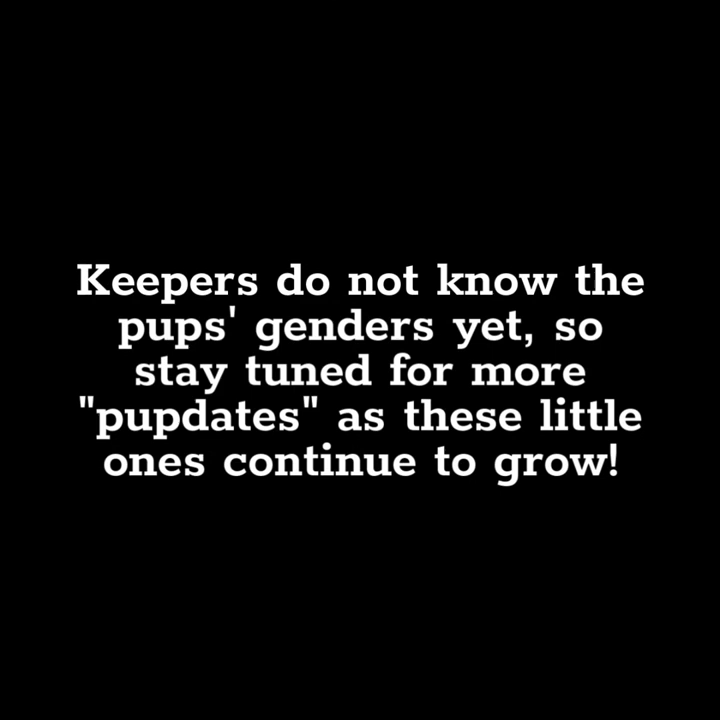 Keepers do not know the
pups' genders yet, so
stay tuned for more
"pupdates" as these little
ones continue to grow!